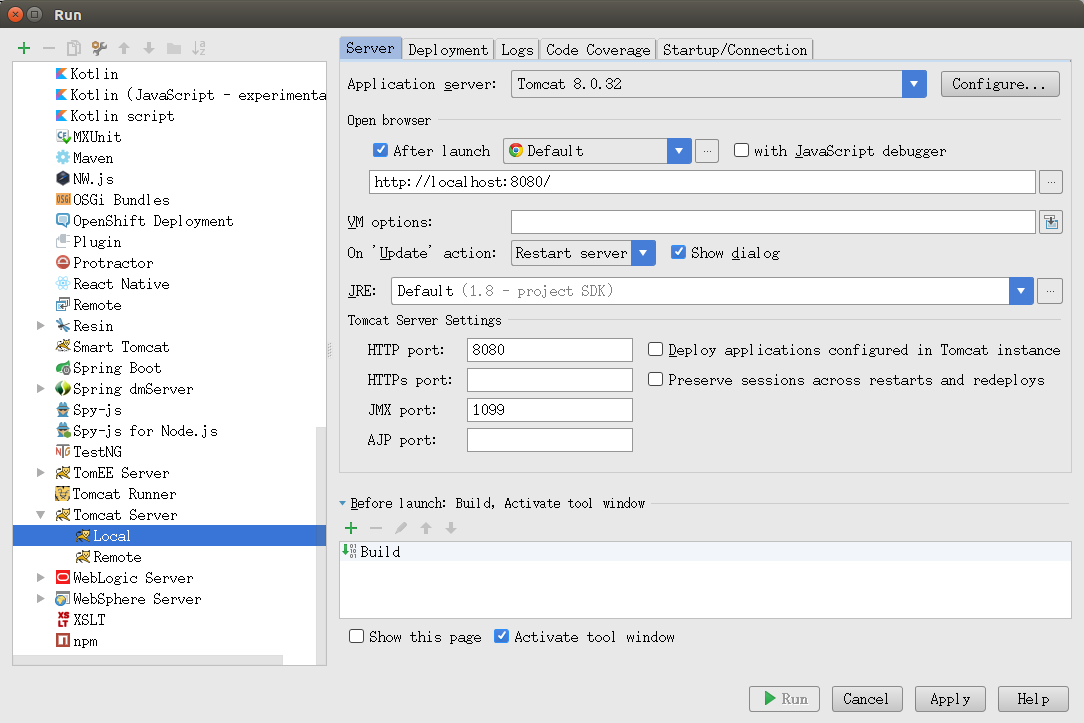 Run
Kotlin
Kotlin (JavaScript - experimenta
Kotlin script
MXUnit
Maven
NW.js
OSGi Bundles
OpenShift Deployment
Plugin
Protractor
React Native
Remote
Resin
Smart Tomcat
Spring Boot
Spring dmServer
Spy-js
Spy-js for Node.js
TestNG
TomEE Server
Tomcat Runner
Tomcat Server
Local
Remote
WebLogic Server
WebSphere Server
XSLT
npm
Server Deployment Logs Code Coverage Startup/Connection
Application server: Tomcat 8.0.32 Configure...
Open browser
After launch Default ... with JavaScript debugger
http://localhost:8080/ ...
VM options:
On 'Update' action: Restart server Show dialog
JRE: Default (1.8 - project SDK) ...
Tomcat Server Settings
HTTP port: 8080 Deploy applications configured in Tomcat instance
HTTPs port: Preserve sessions across restarts and redeploys
JMX port: 1099
AJP port:
Before launch: Build, Activate tool window
Build
Show this page Activate tool window
Run Cancel Apply Help